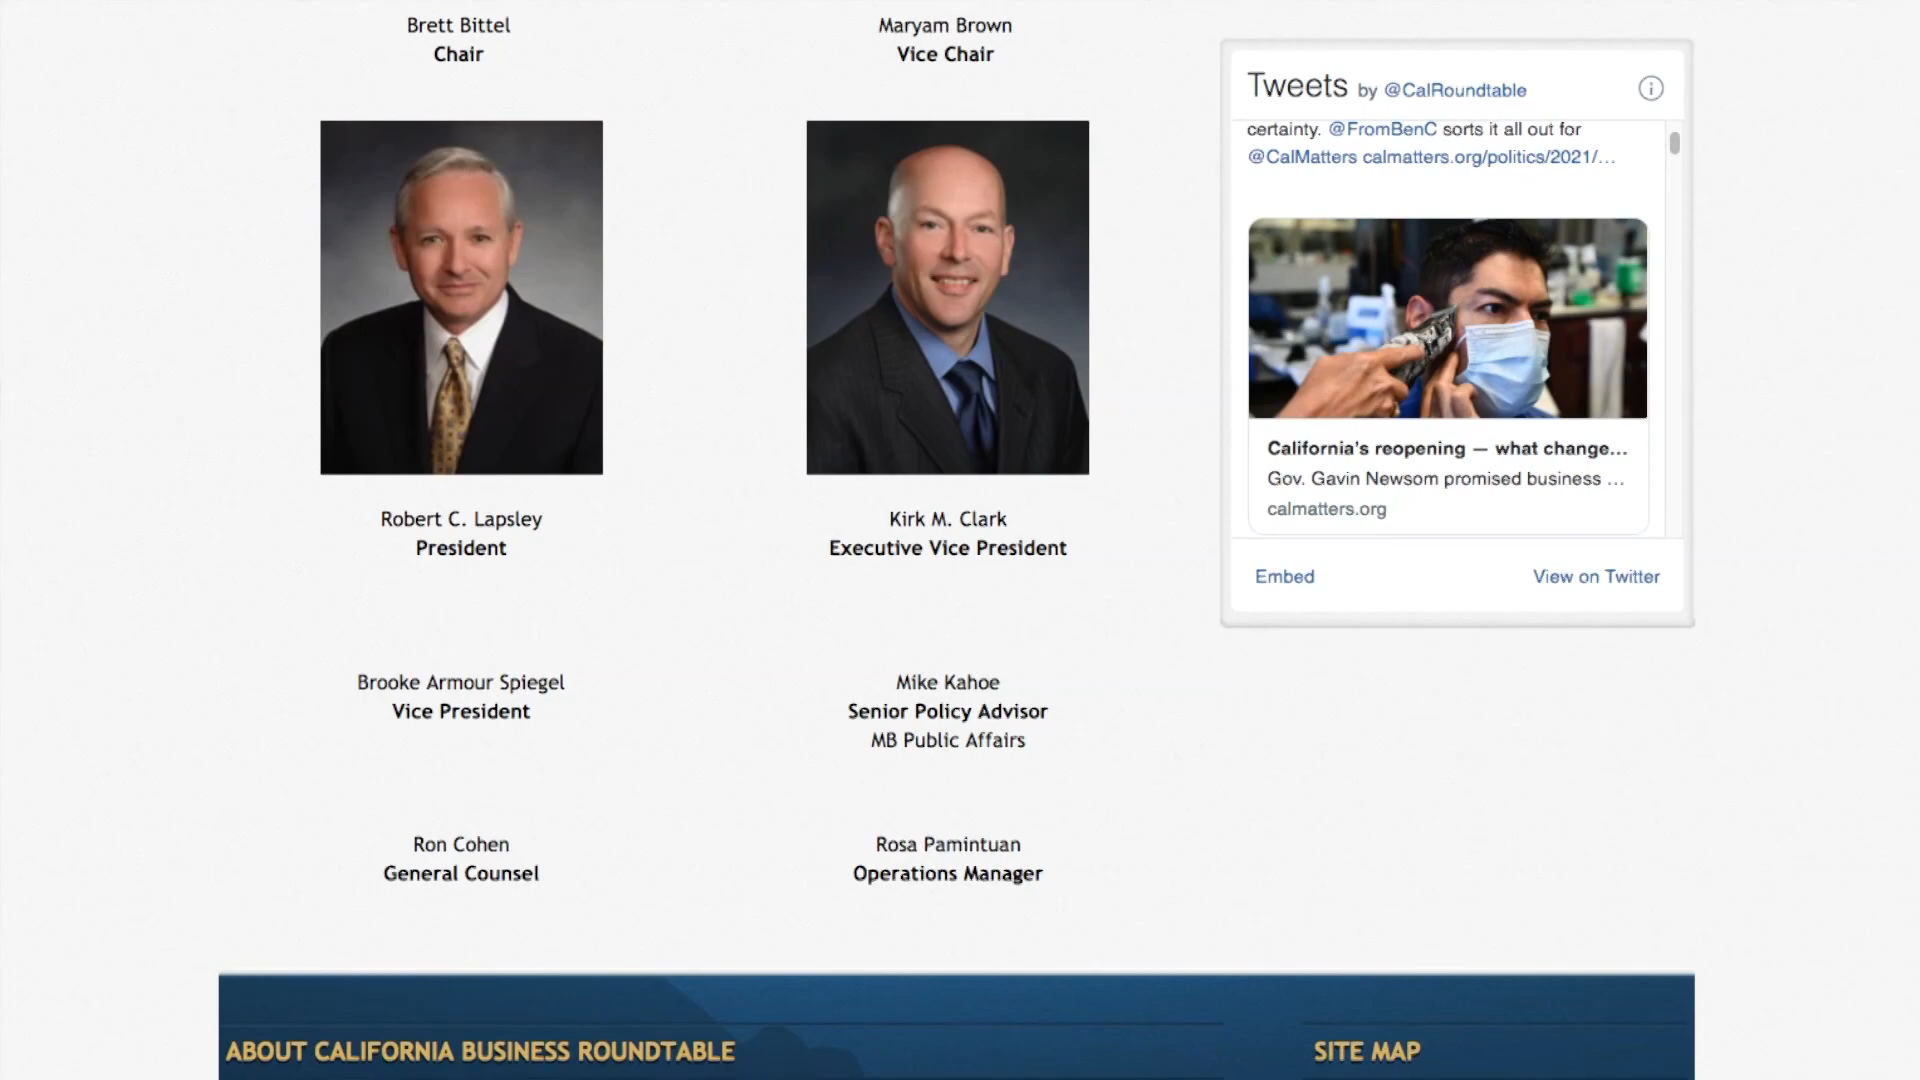 Brett Bittel
Chair
Maryam Brown
Vice Chair
Robert C. Lapsley
President
Kirk M. Clark
Executive Vice President
Brooke Armour Spiegel
Vice President
Mike Kahoe
Senior Policy Advisor
MB Public Affairs
Ron Cohen
General Counsel
Rosa Pamintuan
Operations Manager
Tweets by @CalRoundtable
certainty. @FromBenC sorts it all out for
@CalMatters calmatters.org/politics/2021/…
California's reopening — what change...
Gov. Gavin Newsom promised business ...
calmatters.org
Embed
View on Twitter
ABOUT CALIFORNIA BUSINESS ROUNDTABLE
SITE MAP